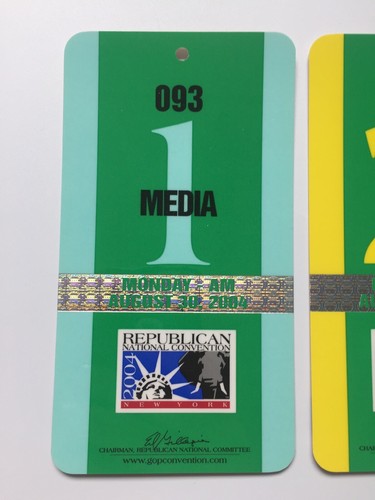 093
1
MEDIA
MONDAY - AM
AUGUST 30, 2004
REPUBLICAN
NATIONAL CONVENTION
2004
NEW YORK
CHAIRMAN, REPUBLICAN NATIONAL COMMITTEE
www.gopconvention.com